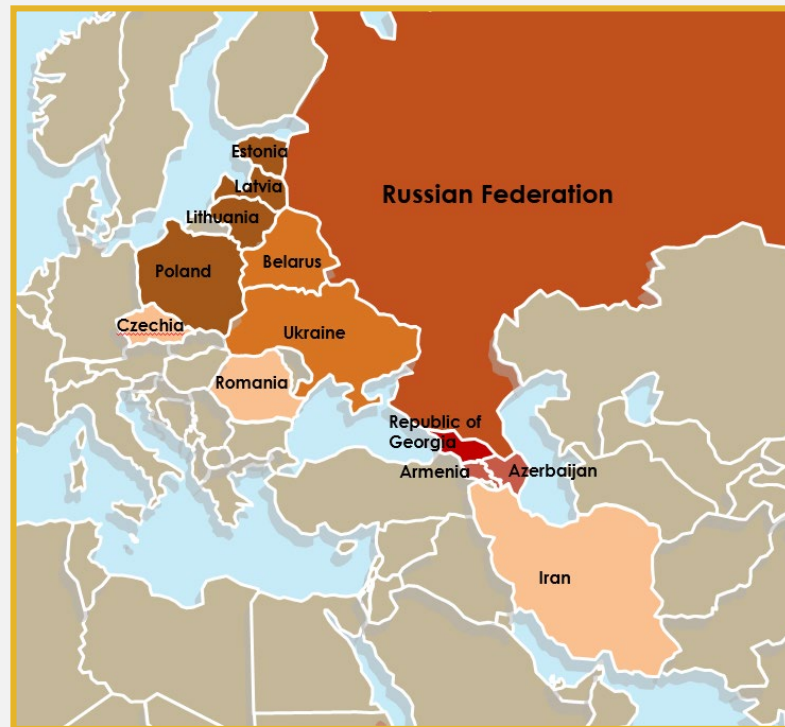 Estonia
Latvia
Russian Federation
Lithuania
Belarus
Poland
Czechia
Ukraine
Romania
Republic of
Georgia
Armenia
Azerbaijan
Iran